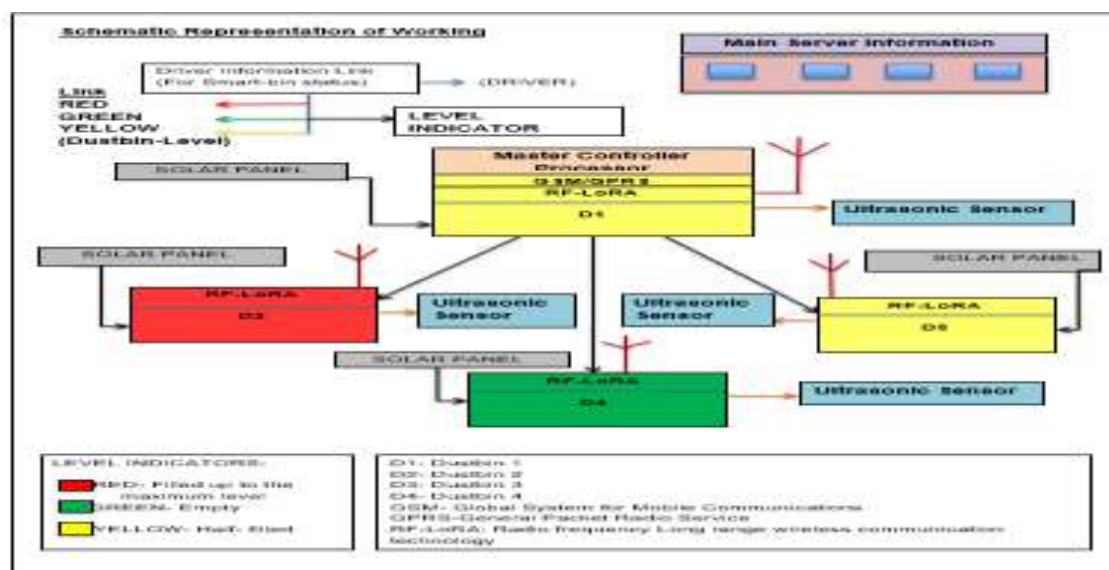 Schematic Representation of Working
Main Server Information
Driver Information Link
(For Smart-bin status)
(DRIVER)
Link
RED
GREEN
YELLOW
(Dustbin-Level)
LEVEL
INDICATOR
SOLAR PANEL
Master Controller
Processor
GSM/GPRS
RF-LoRA
D1
Ultrasonic Sensor
SOLAR PANEL
RF-LoRA
Ultrasonic
Sensor
Ultrasonic
Sensor
SOLAR PANEL
RF-LoRA
SOLAR PANEL
RF-LoRA
Ultrasonic Sensor
LEVEL INDICATORS:-
RED- Filled up to the
maximum level
GREEN- Empty
YELLOW- Half- filled
D1- Dustbin 1
D2- Dustbin 2
D3- Dustbin 3
D4- Dustbin 4
GSM- Global System for Mobile Communications
GPRS-General Packet Radio Service
RF-LoRA- Radio frequency Long range wireless communication
technology